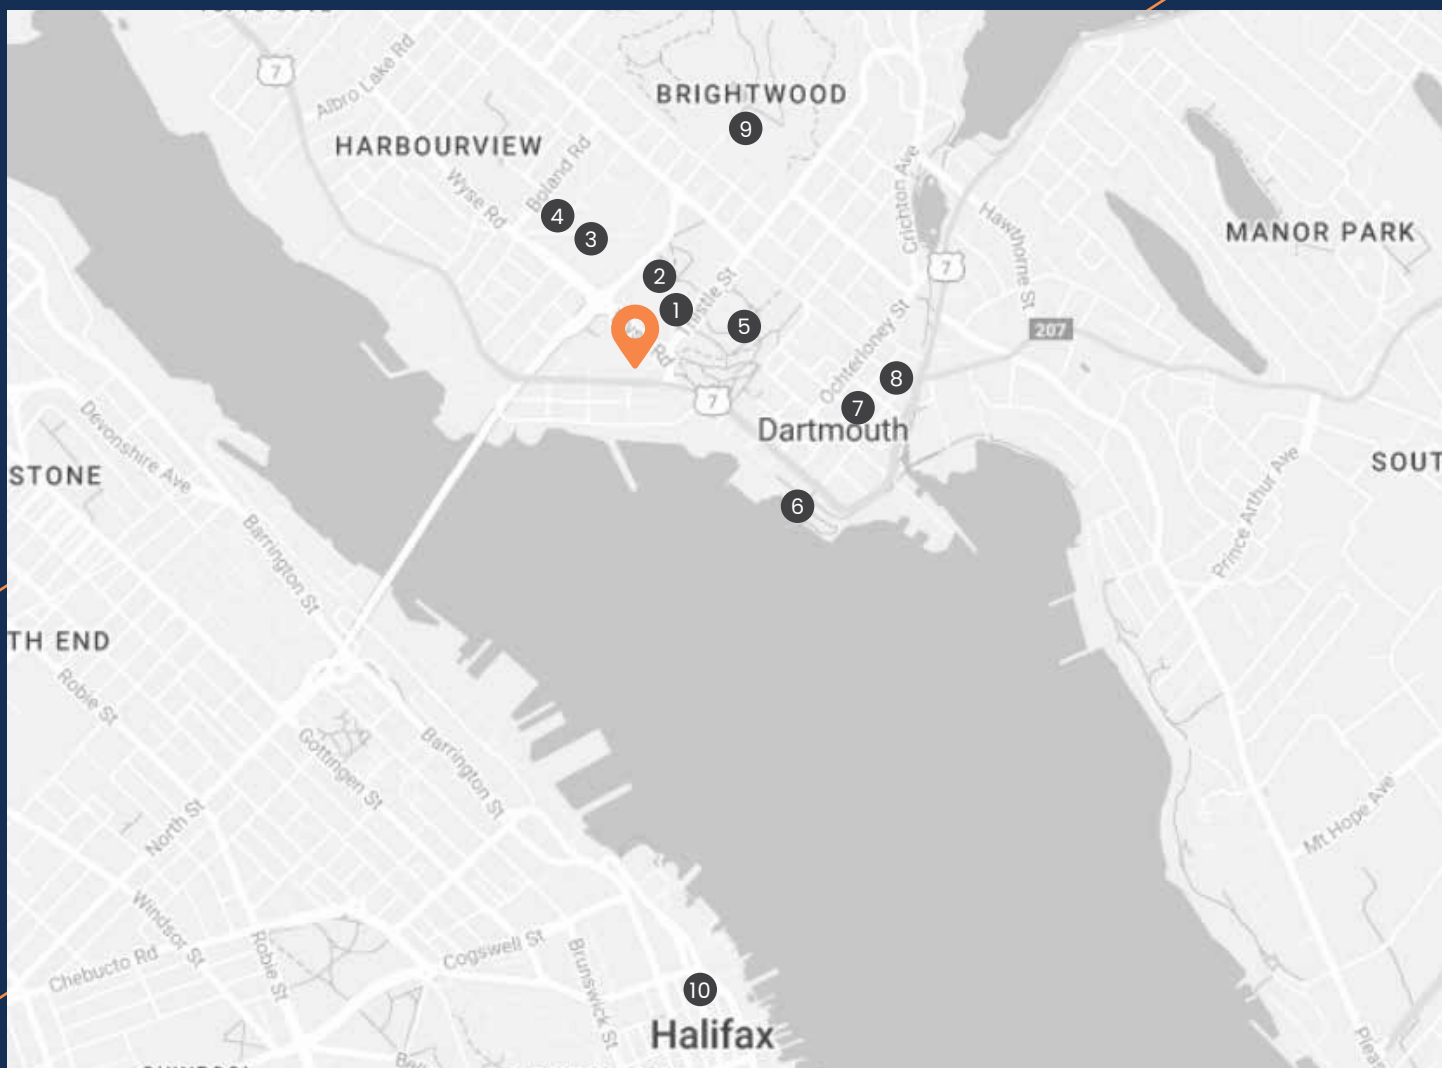 7
Albro Lake Rd
BRIGHTWOOD
9
HARBOURVIEW
Boland Rd
Wyse Rd
4
3
Crichton Ave
Hawthorne St
MANOR PARK
7
2
1
5
Rd
Ochterloney St
207
8
7
7
Dartmouth
Devonshire Ave
STONE
SOUT
Prince Arthur Ave
6
Barrington St
TH END
Robie St
Gottingen St
Barrington St
North St
Mt Hope Ave
Windsor St
Chebucto Rd
Robie St
Cogswell St
Brunswick St
10
Halifax